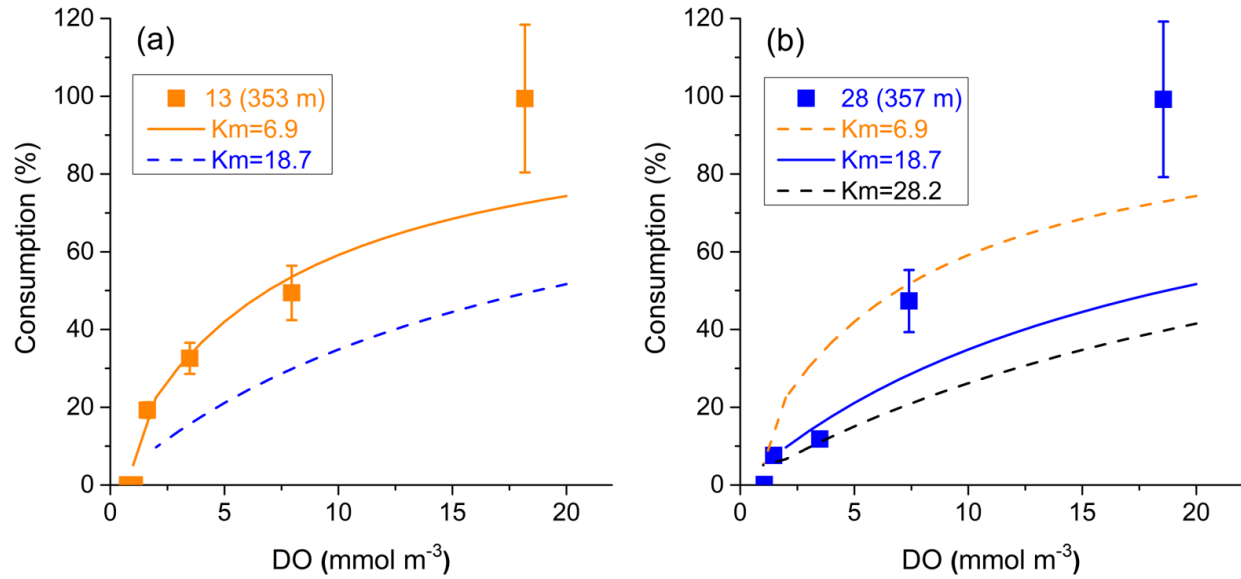 (a)
13 (353 m)
Km=6.9
Km=18.7
Consumption (%)
120
100
80
60
40
20
0
0 5 10 15 20
DO (mmol m⁻³)
(b)
28 (357 m)
Km=6.9
Km=18.7
Km=28.2
Consumption (%)
120
100
80
60
40
20
0
0 5 10 15 20
DO (mmol m⁻³)